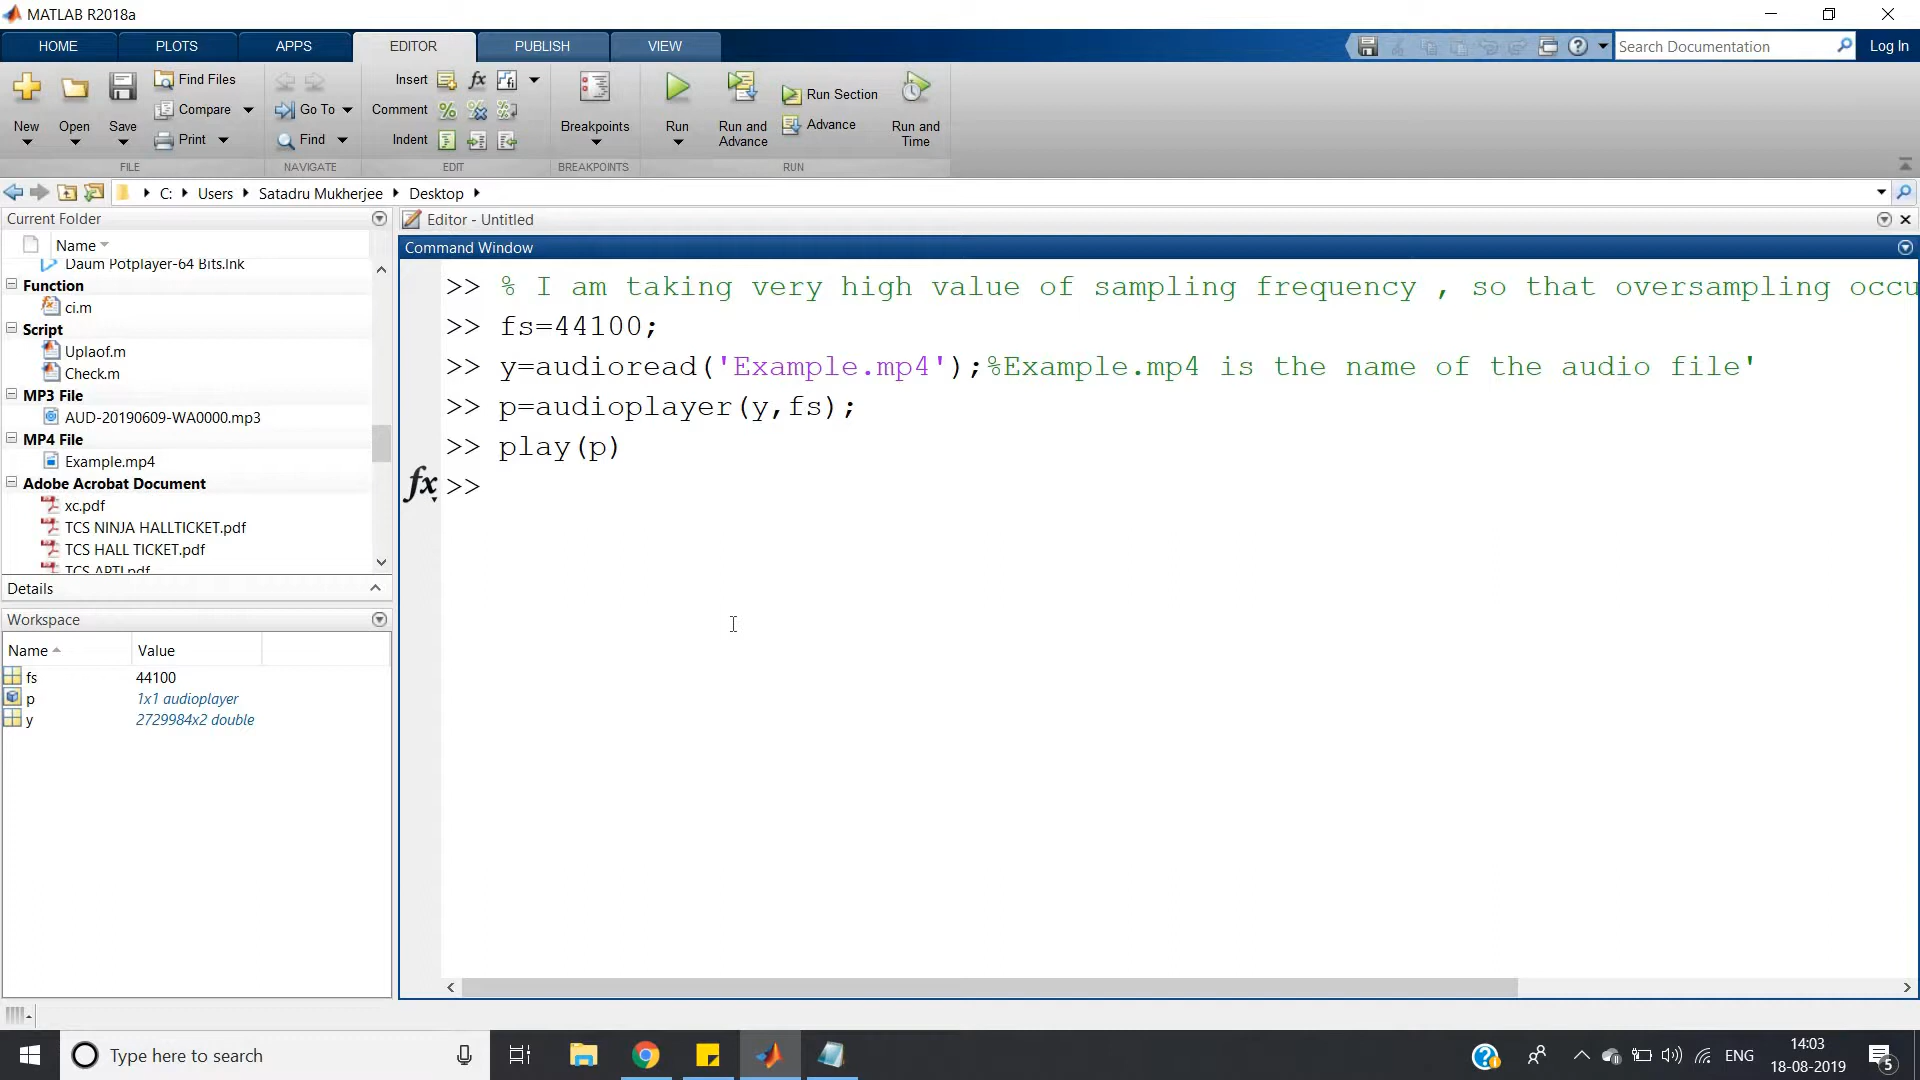 MATLAB R2018a
HOME
PLOTS
APPS
EDITOR
PUBLISH
VIEW
Search Documentation
Log In
New
Open
Save
Find Files
Compare
Print
FILE
Go To
Find
NAVIGATE
Insert
Comment
Indent
EDIT
Breakpoints
BREAKPOINTS
Run
Run and
Advance
Run Section
Advance
Run and
Time
RUN
C: Users Satadru Mukherjee Desktop
Current Folder
Name
Daum Potplayer-64 Bits.lnk
Function
ci.m
Script
Uplaof.m
Check.m
MP3 File
AUD-20190609-WA0000.mp3
MP4 File
Example.mp4
Adobe Acrobat Document
xc.pdf
TCS NINJA HALLTICKET.pdf
TCS HALL TICKET.pdf
TCS APTI.pdf
Details
Workspace
Name Value
fs 44100
p 1x1 audioplayer
y 2729984x2 double
Editor - Untitled
Command Window
>> % I am taking very high value of sampling frequency , so that oversampling occu
>> fs=44100;
>> y=audioread('Example.mp4');%Example.mp4 is the name of the audio file'
>> p=audioplayer(y,fs);
>> play(p)
fx >>
Type here to search
ENG
14:03
18-08-2019
5